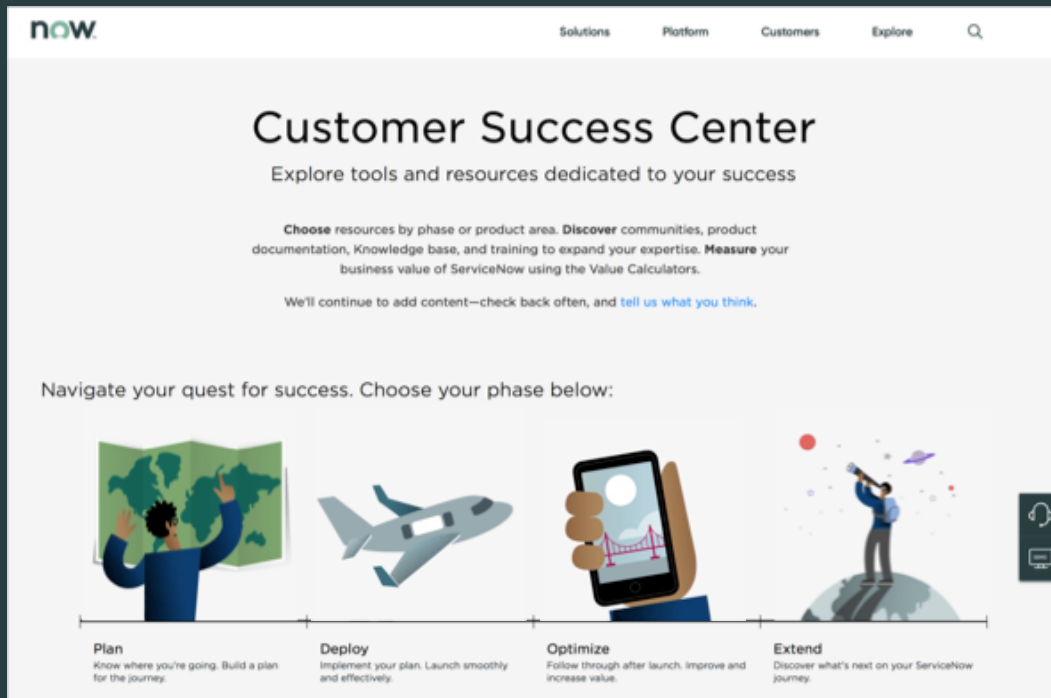 now.
Solutions Platform Customers Explore
Customer Success Center
Explore tools and resources dedicated to your success
Choose resources by phase or product area. Discover communities, product
documentation, Knowledge base, and training to expand your expertise. Measure your
business value of ServiceNow using the Value Calculators.
We'll continue to add content—check back often, and tell us what you think.
Navigate your quest for success. Choose your phase below:
Plan
Know where you're going. Build a plan
for the journey.
Deploy
Implement your plan. Launch smoothly
and effectively.
Optimize
Follow through after launch. Improve and
increase value.
Extend
Discover what's next on your ServiceNow
journey.